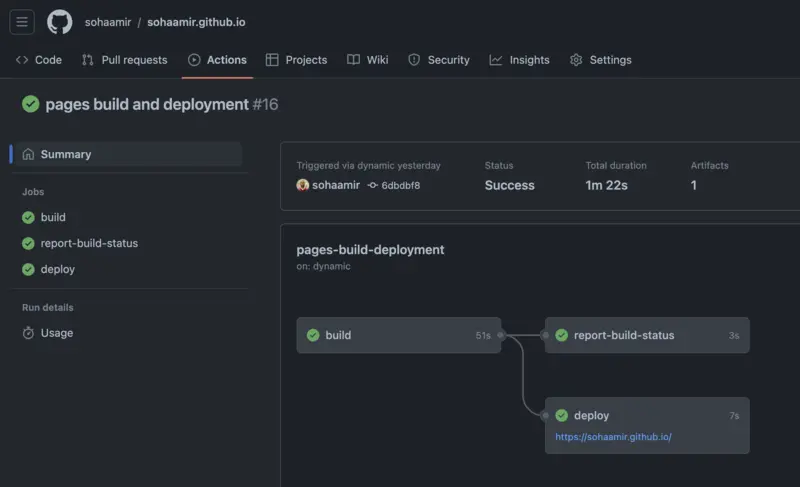 sohaamir / sohaamir.github.io
Code Pull requests Actions Projects Wiki Security Insights Settings
pages build and deployment #16
Summary
Jobs
build
report-build-status
deploy
Run details
Usage
Triggered via dynamic yesterday
sohaamir 6dbdbf8
Status
Success
Total duration
1m 22s
Artifacts
1
pages-build-deployment
on: dynamic
build 51s
report-build-status 3s
deploy 7s
https://sohaamir.github.io/